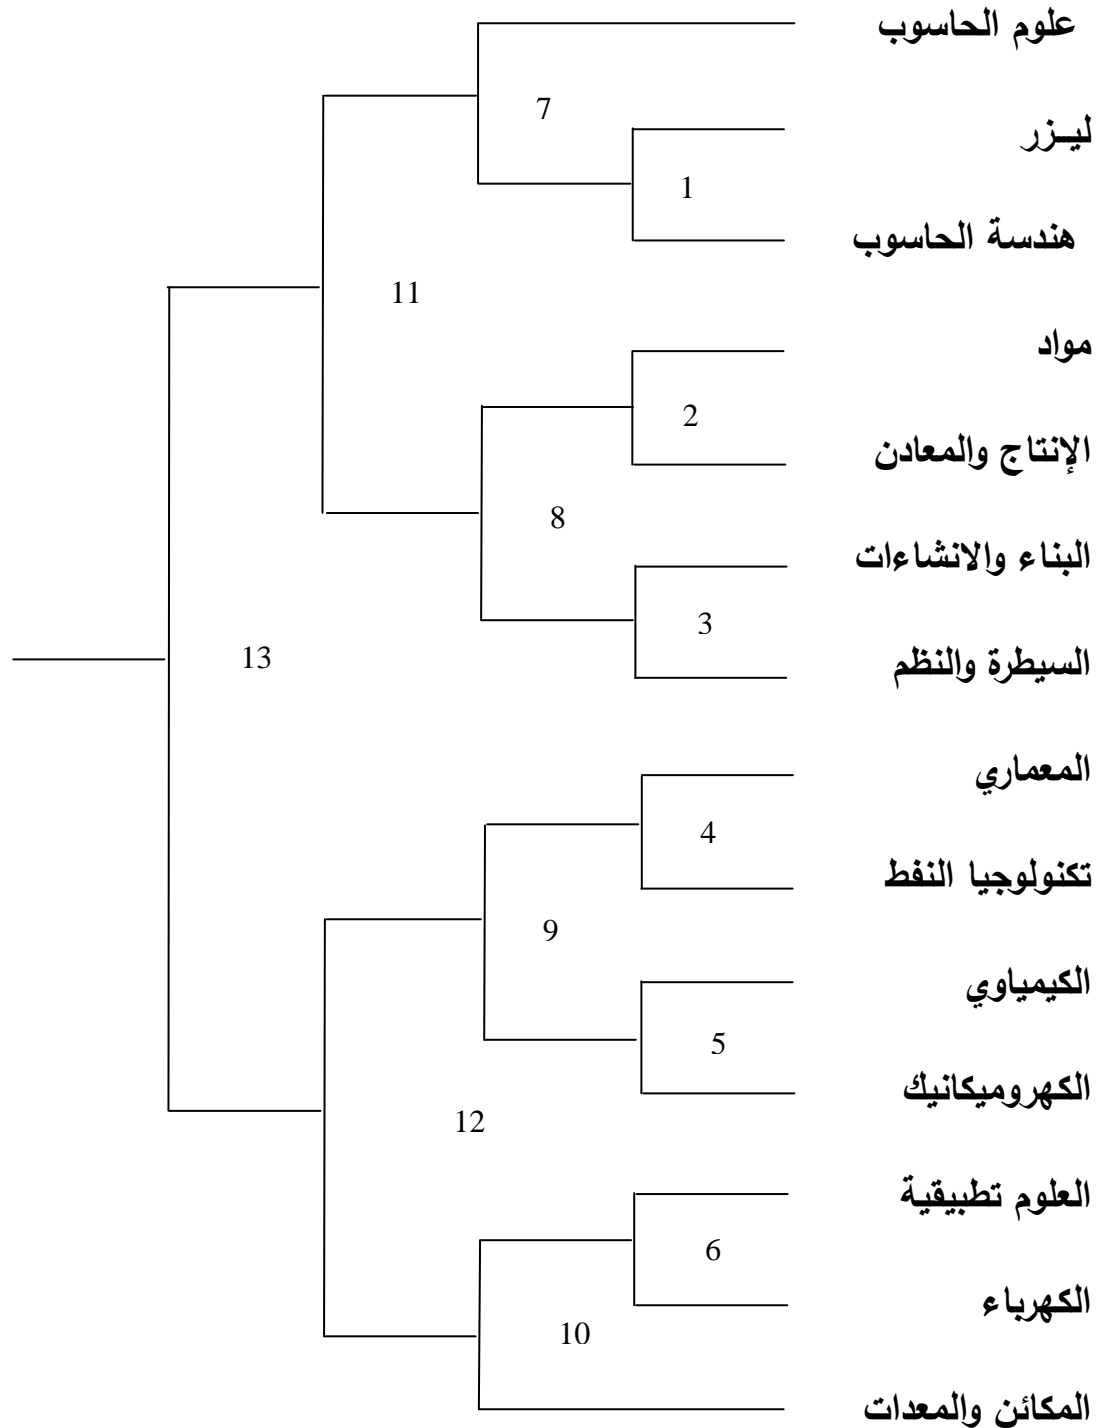 علوم الحاسوب
7
ليـزر
1
هندسة الحاسوب
11
مواد
2
الإنتاج والمعادن
8
البناء والانشاءات
3
13
السيطرة والنظم
المعماري
4
تكنولوجيا النفط
9
الكيمياوي
5
الكهروميكانيك
12
العلوم تطبيقية
6
الكهرباء
10
المكائن والمعدات